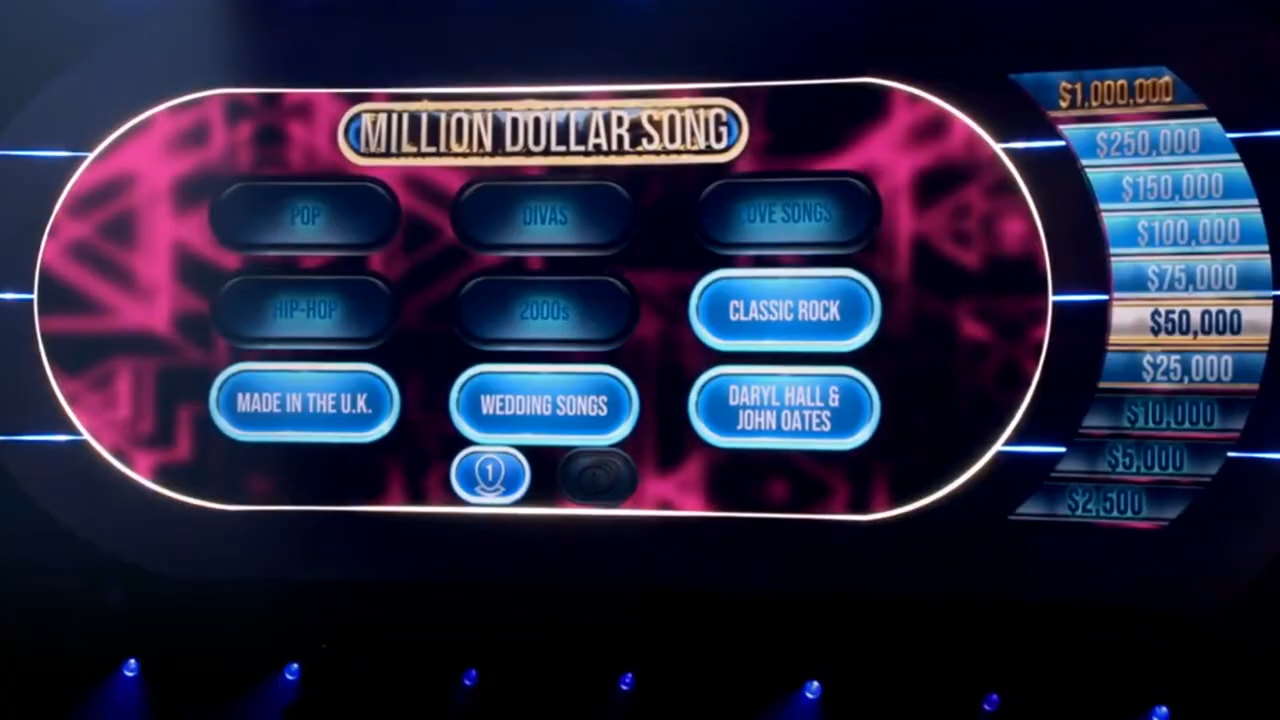 MILLION DOLLAR SONG
POP
DIVAS
LOVE SONGS
HIP-HOP
2000s
CLASSIC ROCK
MADE IN THE U.K.
WEDDING SONGS
DARYL HALL &
JOHN OATES
1
$1,000,000
$250,000
$150,000
$100,000
$75,000
$50,000
$25,000
$10,000
$5,000
$2,500